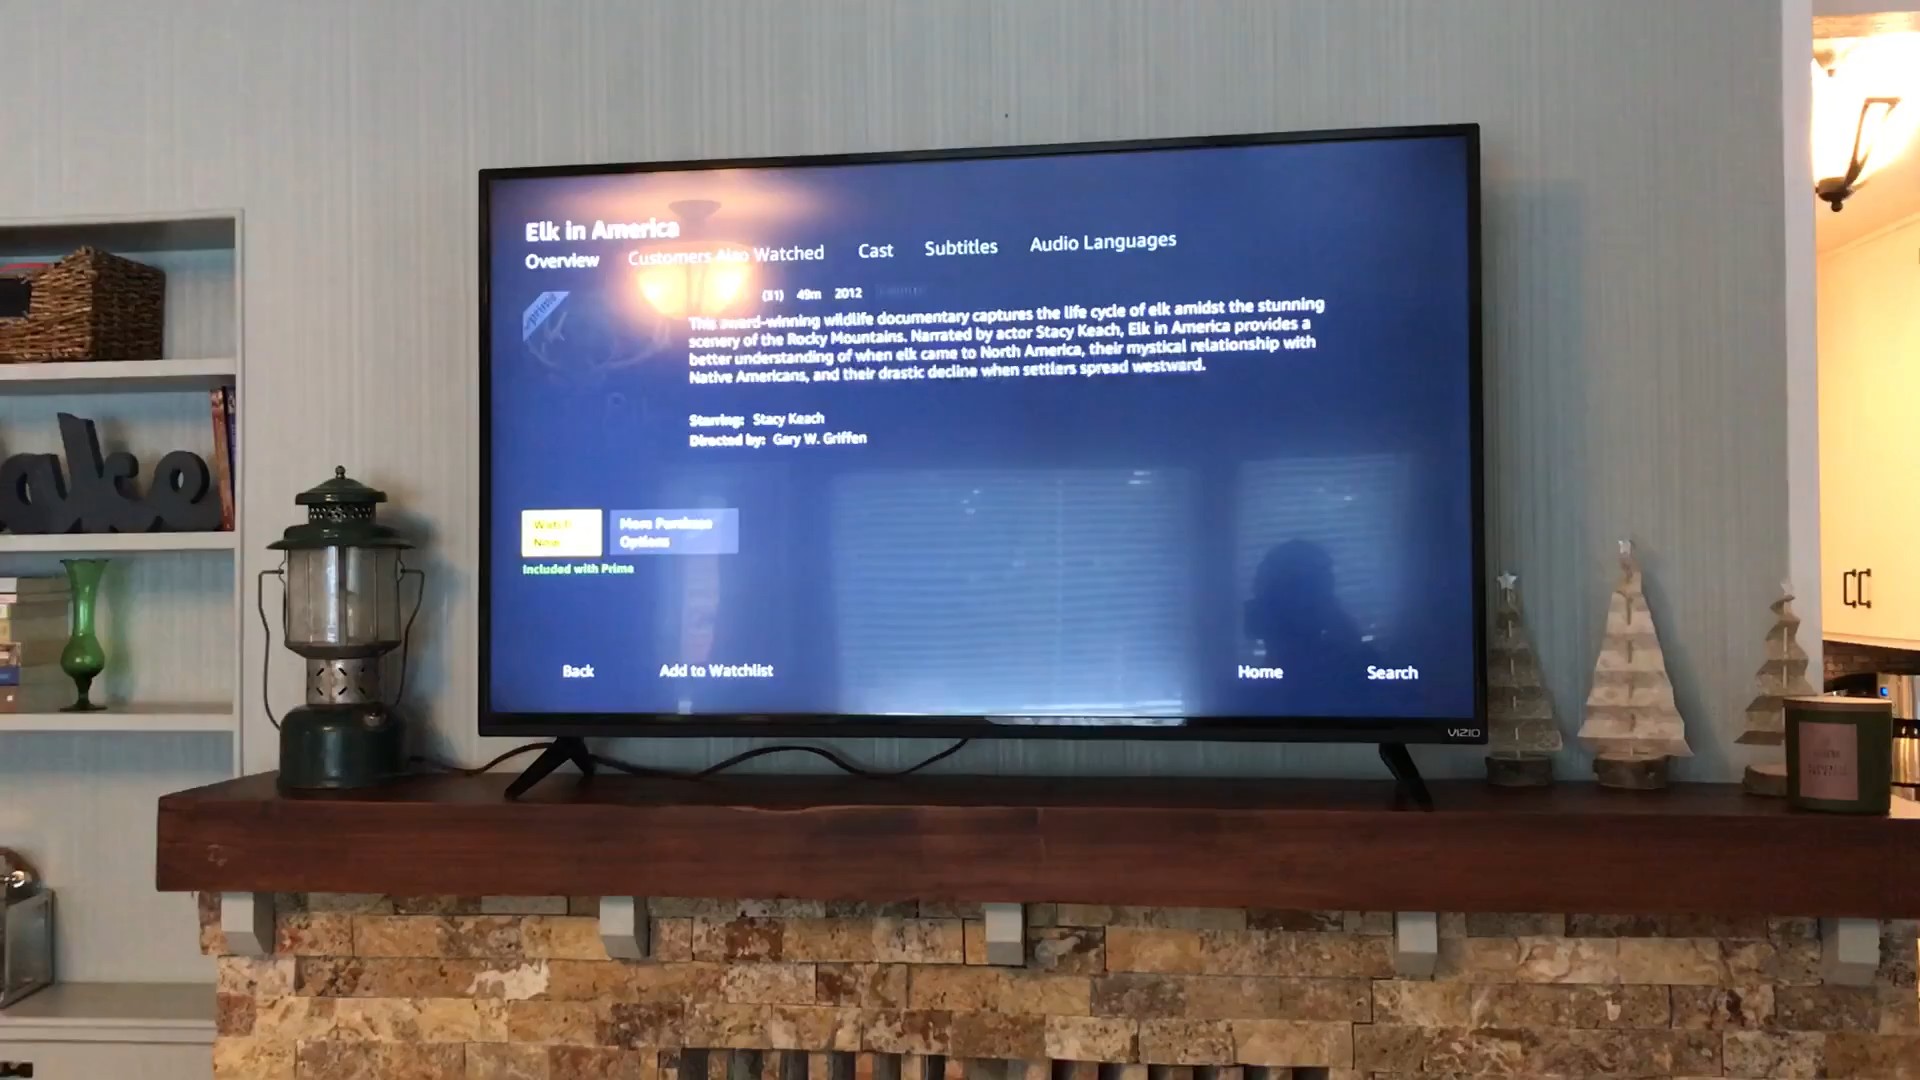 Elk in America
Overview Customers Also Watched Cast Subtitles Audio Languages
prime
(31) 49m 2012
This award-winning wildlife documentary captures the life cycle of elk amidst the stunning
scenery of the Rocky Mountains. Narrated by actor Stacy Keach, Elk in America provides a
better understanding of when elk came to North America, their mystical relationship with
Native Americans, and their drastic decline when settlers spread westward.
Starring: Stacy Keach
Directed by: Gary W. Griffen
Watch
Now
More Purchase
Options
Included with Prime
Back Add to Watchlist Home Search
VIZIO
ake